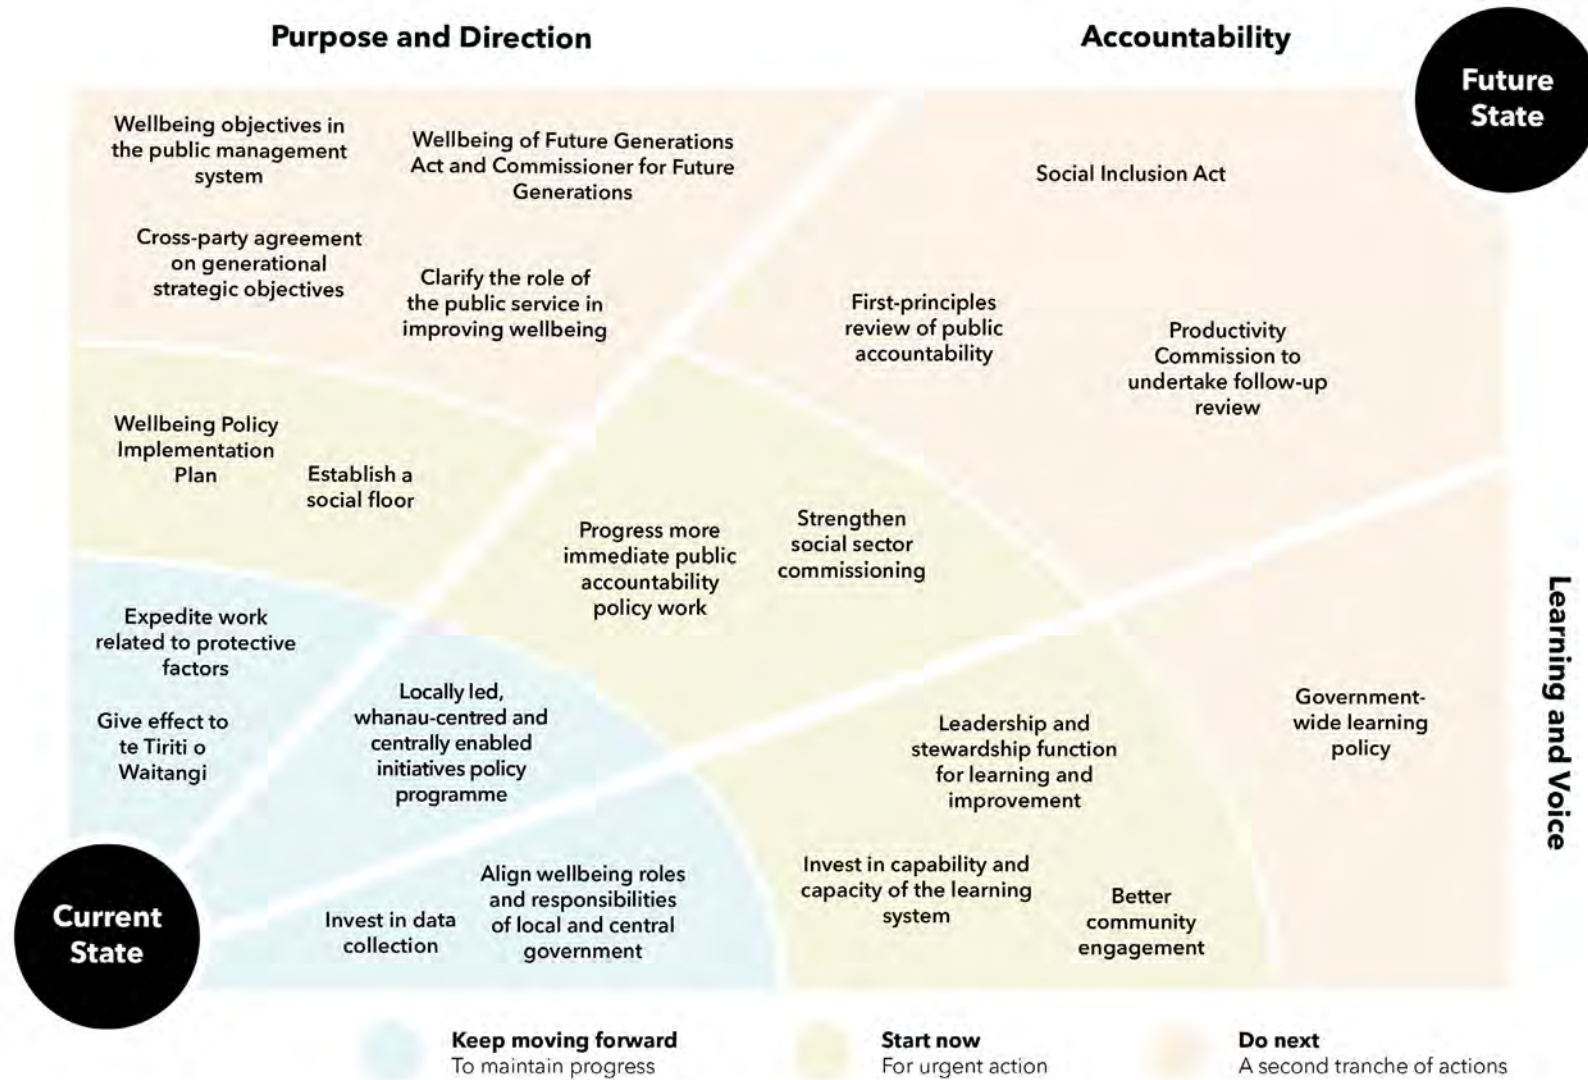 Purpose and Direction
Accountability
Future
State
Wellbeing objectives in
the public management
system
Wellbeing of Future Generations
Act and Commissioner for Future
Generations
Social Inclusion Act
Cross-party agreement
on generational
strategic objectives
Clarify the role of
the public service in
improving wellbeing
First-principles
review of public
accountability
Productivity
Commission to
undertake follow-up
review
Wellbeing Policy
Implementation
Plan
Establish a
social floor
Progress more
immediate public
accountability
policy work
Strengthen
social sector
commissioning
Learning and Voice
Expedite work
related to protective
factors
Give effect to
te Tiriti o
Waitangi
Locally led,
whanau-centred and
centrally enabled
initiatives policy
programme
Leadership and
stewardship function
for learning and
improvement
Government-
wide learning
policy
Current
State
Invest in data
collection
Align wellbeing roles
and responsibilities
of local and central
government
Invest in capability and
capacity of the learning
system
Better
community
engagement
Keep moving forward
To maintain progress
Start now
For urgent action
Do next
A second tranche of actions